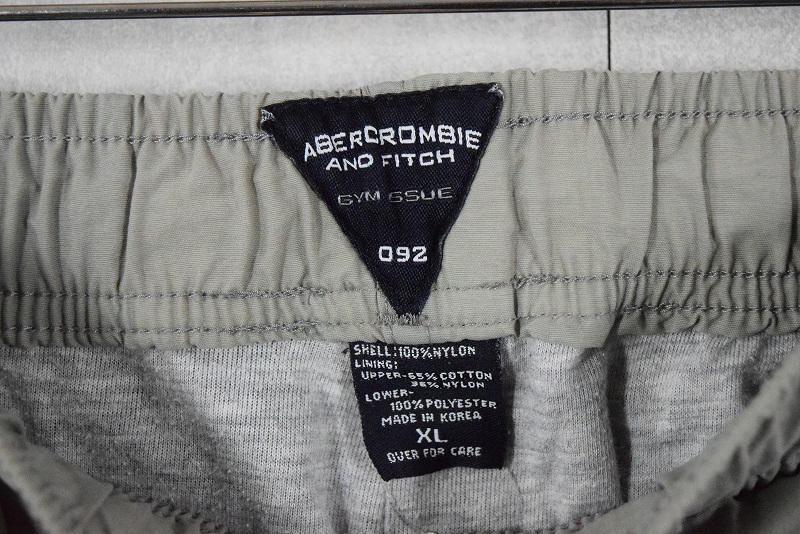 ABERCROMBIE
AND FITCH
GYM ISSUE
092
SHELL:100%NYLON
LINING:
UPPER-65%COTTON
35%NYLON
LOWER-
100%POLYESTER
MADE IN KOREA
XL
OVER FOR CARE